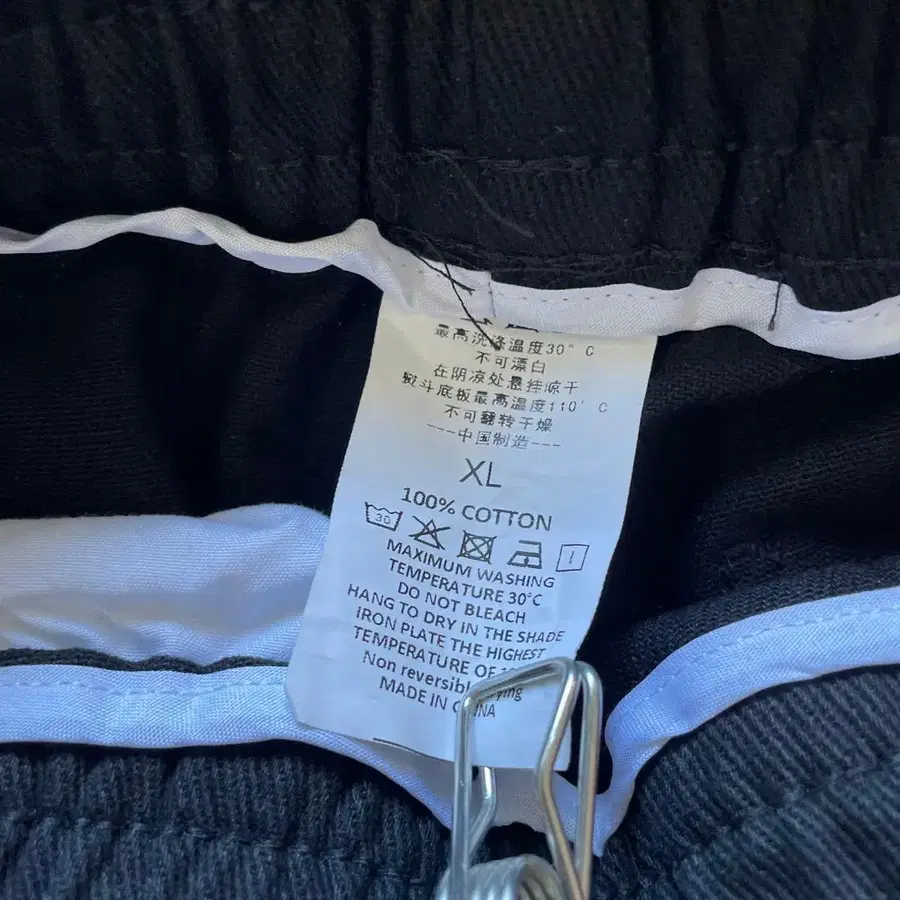 最高洗涤温度30°C
不可漂白
在阴凉处悬挂晾干
熨斗底板最高温度110°C
不可翻转干燥
---中国制造---
XL
100% COTTON
30
MAXIMUM WASHING
TEMPERATURE 30°C
DO NOT BLEACH
HANG TO DRY IN THE SHADE
IRON PLATE THE HIGHEST
TEMPERATURE OF
Non
MADE IN